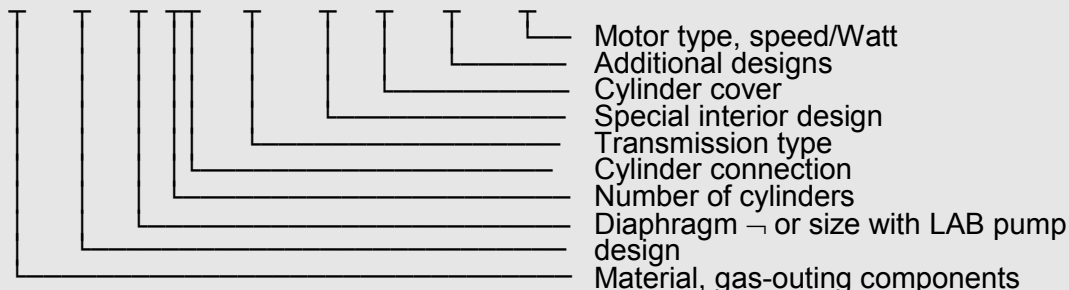 Motor type, speed/Watt
Additional designs
Cylinder cover
Special interior design
Transmission type
Cylinder connection
Number of cylinders
Diaphragm ¬ or size with LAB pump
design
Material, gas-outing components